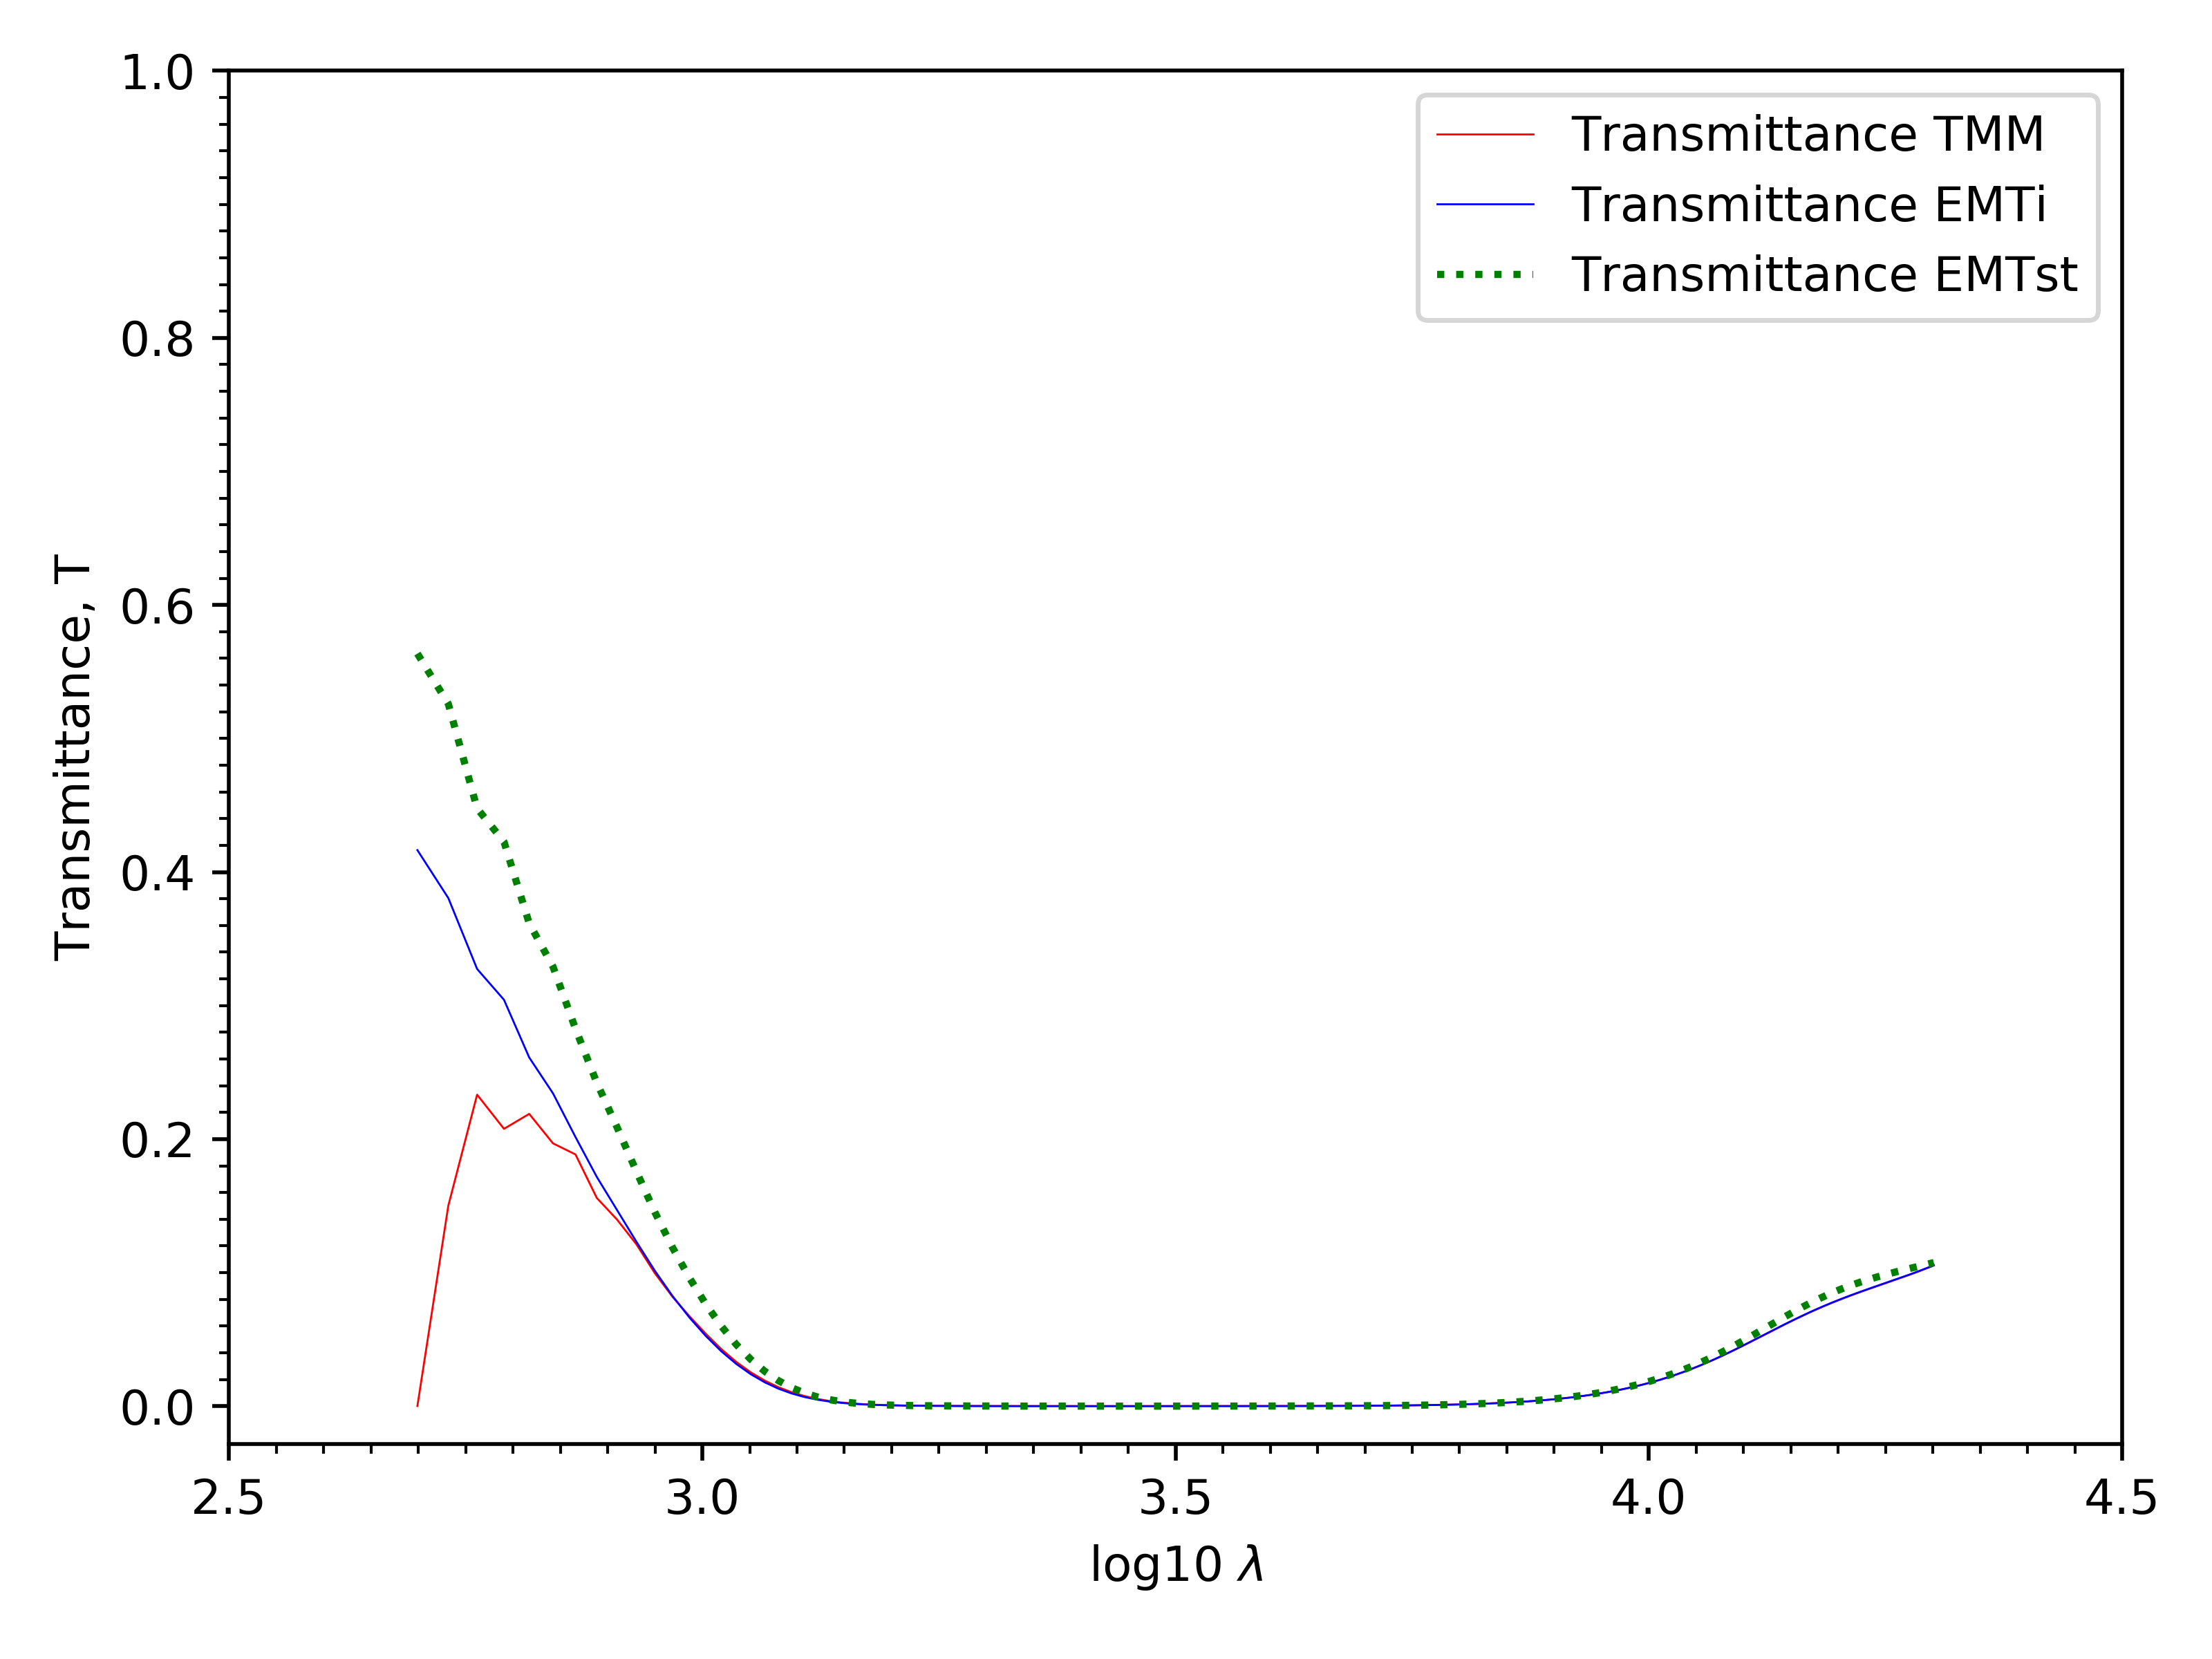 1.0
0.8
0.6
0.4
0.2
0.0
Transmittance, T
Transmittance TMM
Transmittance EMTi
Transmittance EMTst
2.5 3.0 3.5 4.0 4.5
log10 λ